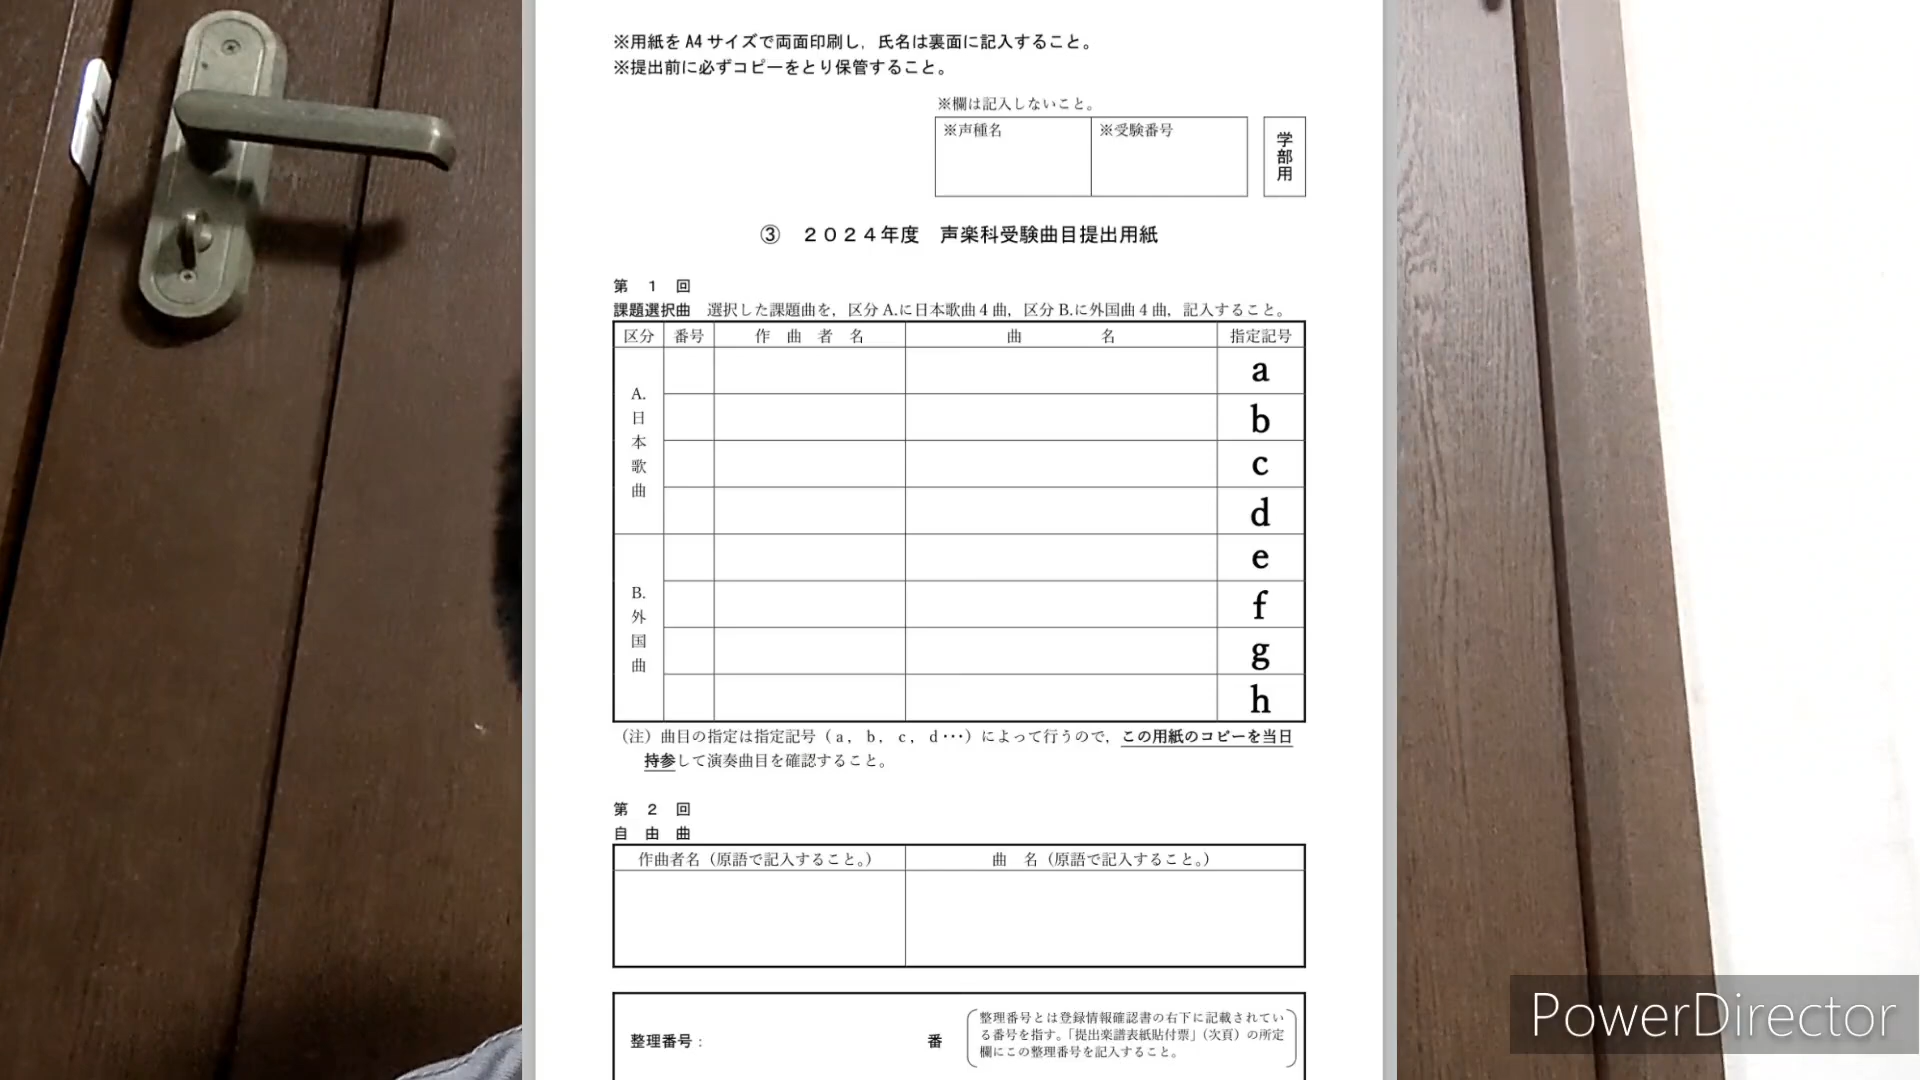 ※用紙を A4 サイズで両面印刷し，氏名は裏面に記入すること。
※提出前に必ずコピーをとり保管すること。
※欄は記入しないこと。
※声種名 ※受験番号 学部用
③ ２０２４年度 声楽科受験曲目提出用紙
第 1 回
課題選択曲 選択した課題曲を，区分 A.に日本歌曲 4 曲，区分 B.に外国曲 4 曲，記入すること。
区分 番号 作 曲 者 名 曲 名 指定記号
A. 日本歌曲
a
b
c
d
B. 外国曲
e
f
g
h
（注）曲目の指定は指定記号（ａ，ｂ，ｃ，ｄ･･･）によって行うので，この用紙のコピーを当日
持参して演奏曲目を確認すること。
第 2 回
自 由 曲
作曲者名（原語で記入すること。） 曲 名（原語で記入すること。）
整理番号： 番
整理番号とは登録情報確認書の右下に記載されてい
る番号を指す。「提出楽譜表紙貼付票」（次頁）の所定
欄にこの整理番号を記入すること。
PowerDirector